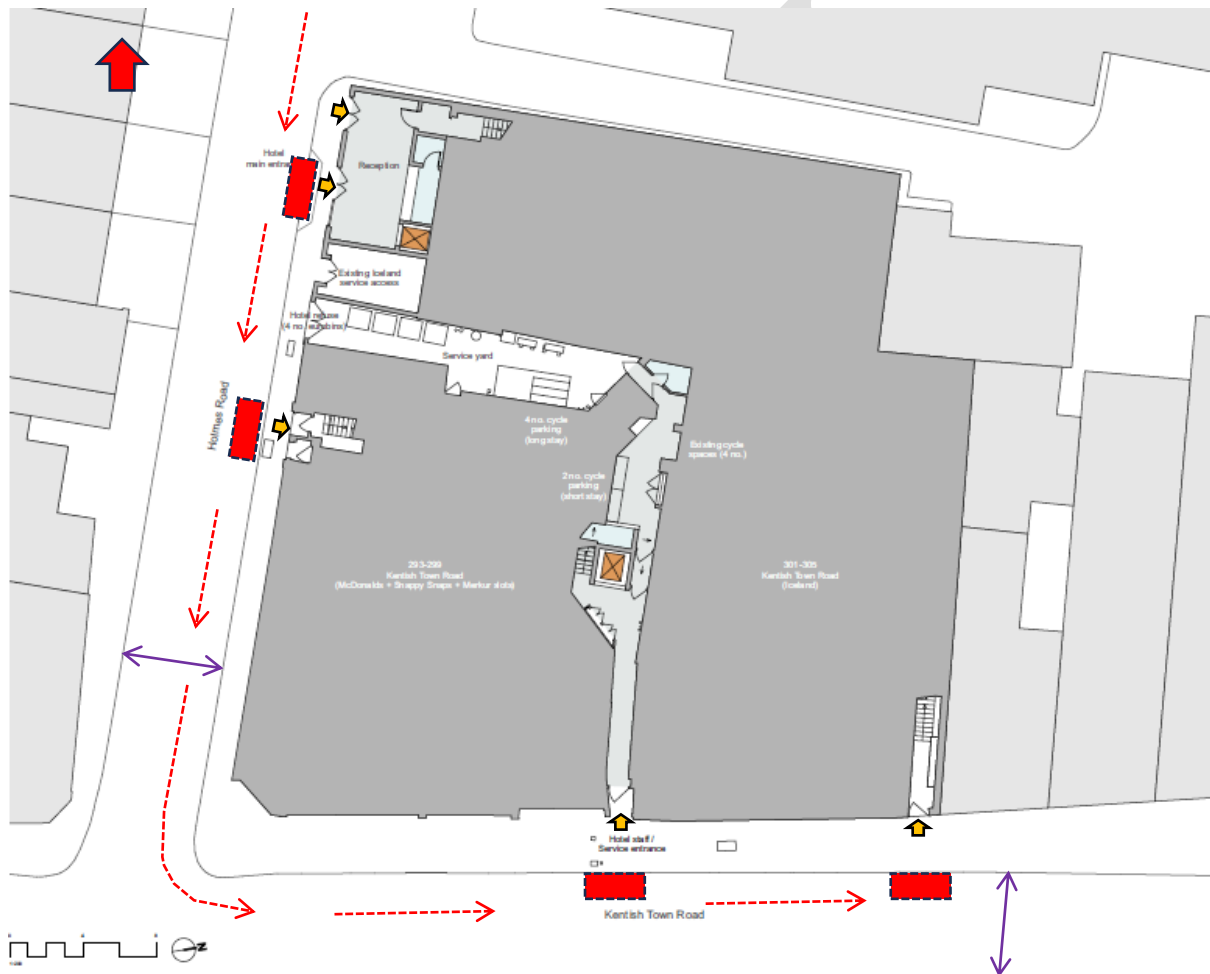 Hotel
main entra
Reception
Existing Iceland
service access
Hotel refuse
(4 no. eurobins)
Service yard
Holmes Road
4 no. cycle
parking
(long stay)
Existing cycle
spaces (4 no.)
2 no. cycle
parking
(short stay)
293-299
Kentish Town Road
(McDonalds + Snappy Snaps + Merkur slots)
301-305
Kentish Town Road
(Iceland)
Hotel staff /
Service entrance
Kentish Town Road
N